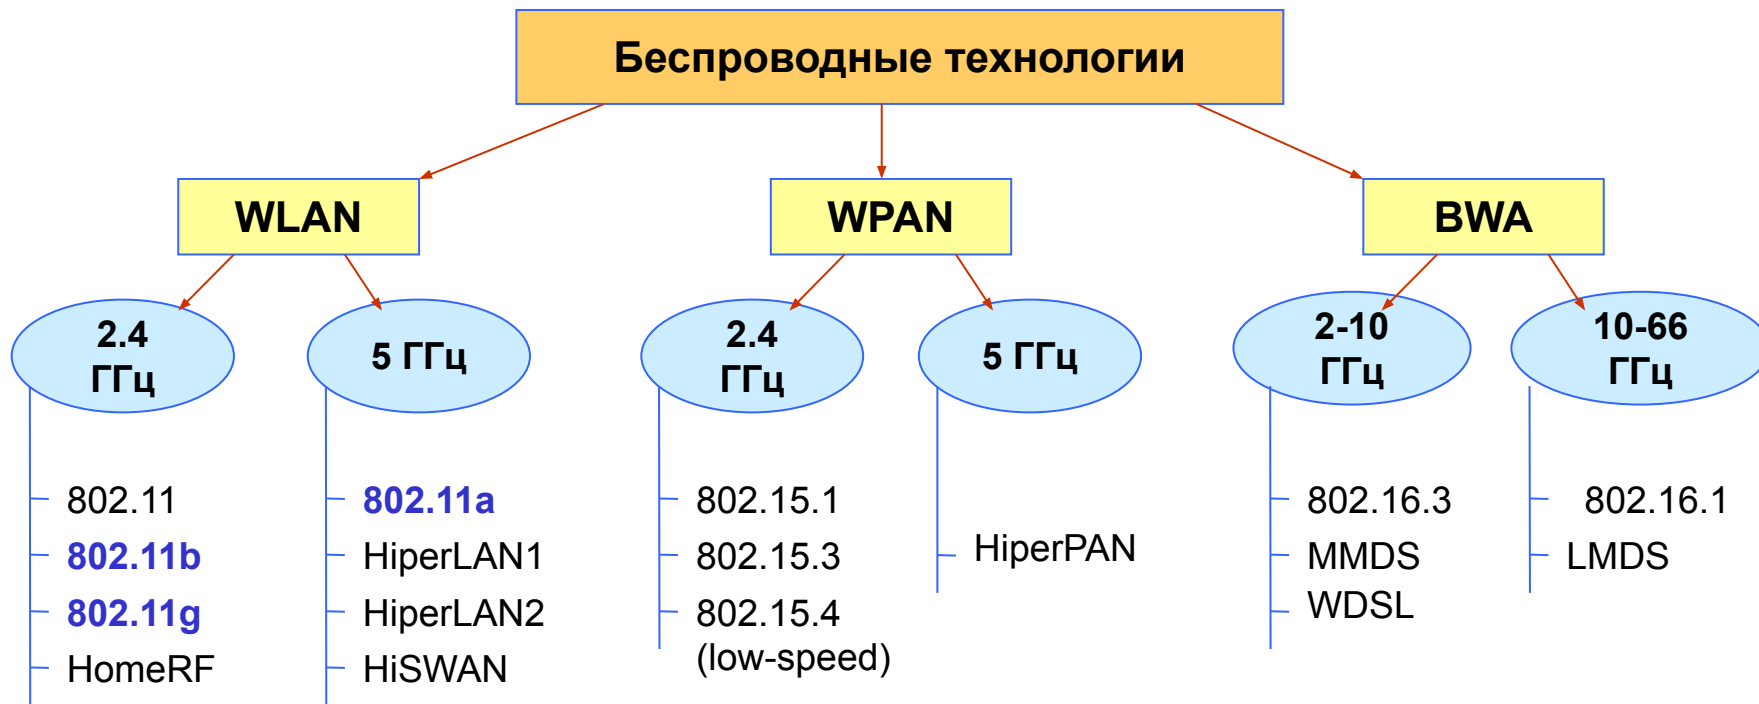 Беспроводные технологии
WLAN
WPAN
BWA
2.4
ГГц
5 ГГц
2.4
ГГц
5 ГГц
2-10
ГГц
10-66
ГГц
802.11
802.11b
802.11g
HomeRF
802.11a
HiperLAN1
HiperLAN2
HiSWAN
802.15.1
802.15.3
802.15.4
(low-speed)
HiperPAN
802.16.3
MMDS
WDSL
802.16.1
LMDS